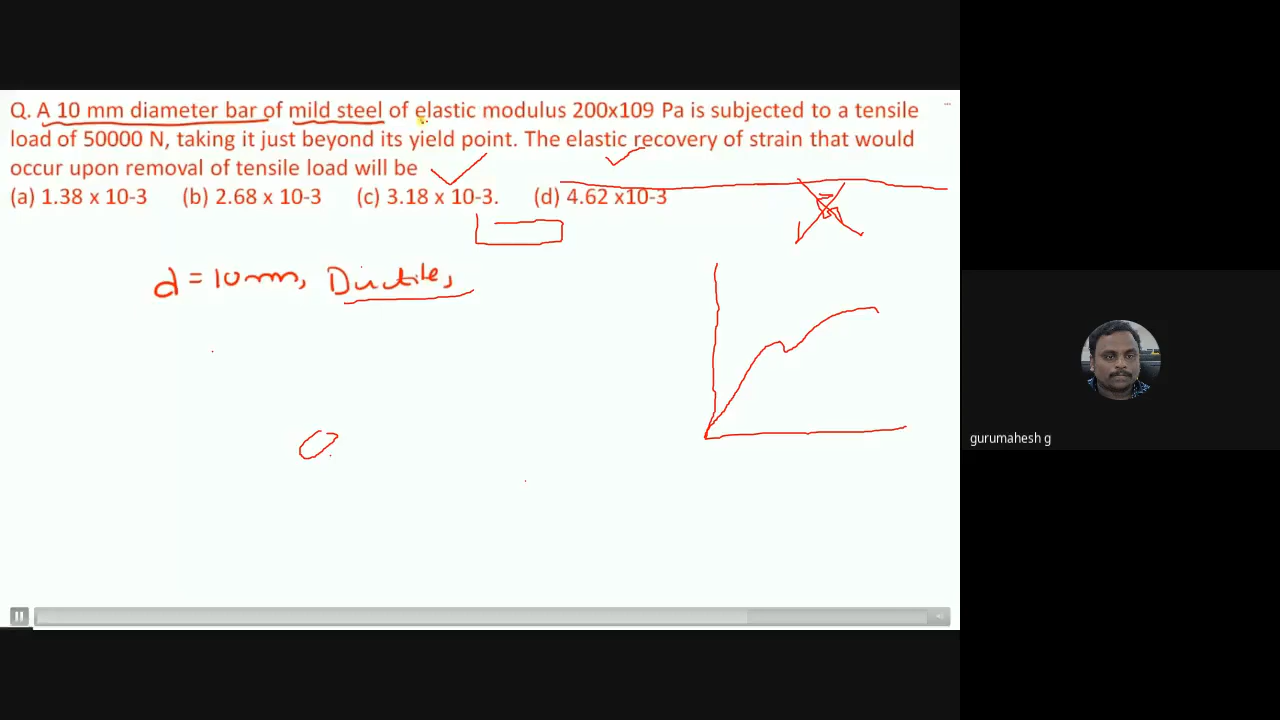 Q. A 10 mm diameter bar of mild steel of elastic modulus 200x109 Pa is subjected to a tensile
load of 50000 N, taking it just beyond its yield point. The elastic recovery of strain that would
occur upon removal of tensile load will be
(a) 1.38 x 10-3 (b) 2.68 x 10-3 (c) 3.18 x 10-3. (d) 4.62 x10-3
d = 10mm, Ductile,
gurumahesh g